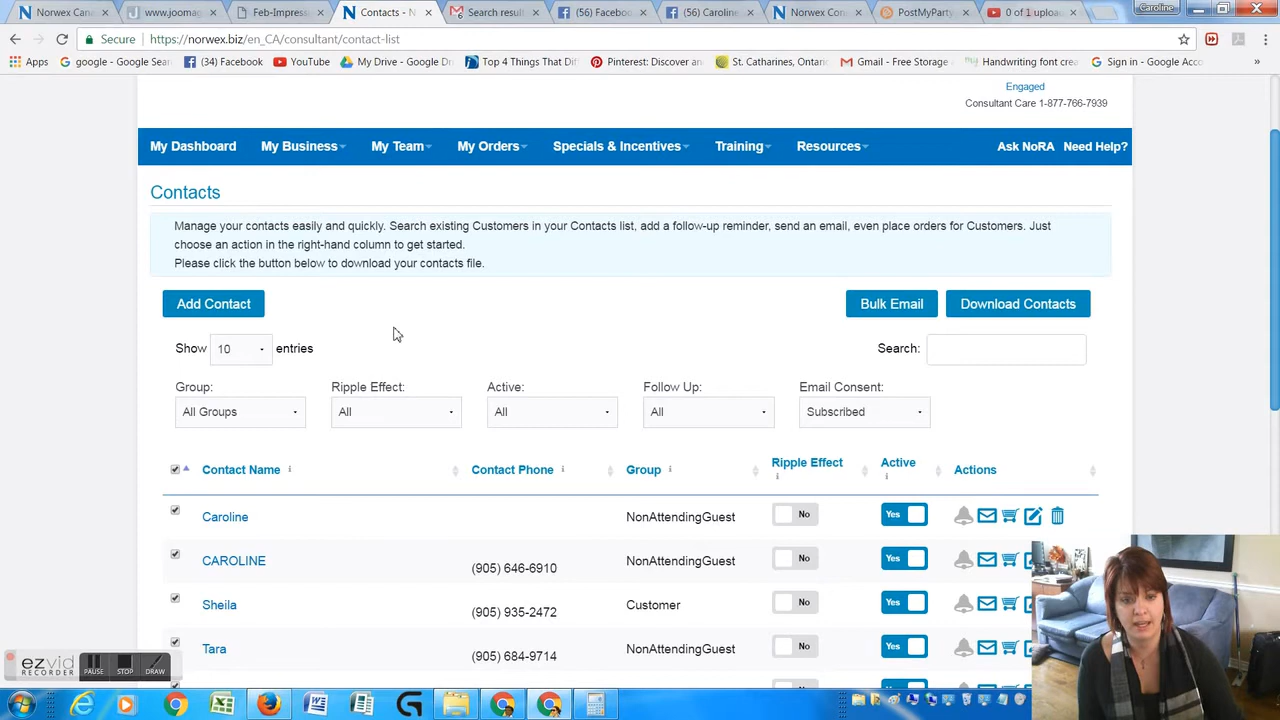 Norwex Cana
www.joomag
Feb-Impress
Contacts - N
Search result
(56) Facebo
(56) Caroline
Norwex Con
PostMyParty
0 of 1 uploa
Caroline
Secure
https://norwex.biz/en_CA/consultant/contact-list
Apps
google - Google Sear
(34) Facebook
YouTube
My Drive - Google Dr
Top 4 Things That Dif
Pinterest: Discover an
St. Catharines, Ontari
Gmail - Free Storage
Handwriting font crea
Sign in - Google Acco
»
Engaged
Consultant Care 1-877-766-7939
My Dashboard
My Business
My Team
My Orders
Specials & Incentives
Training
Resources
Ask NoRA
Need Help?
Contacts
Manage your contacts easily and quickly. Search existing Customers in your Contacts list, add a follow-up reminder, send an email, even place orders for Customers. Just
choose an action in the right-hand column to get started.
Please click the button below to download your contacts file.
Add Contact
Bulk Email
Download Contacts
Show 10 entries
Search:
Group:
Ripple Effect:
Active:
Follow Up:
Email Consent:
All Groups
All
All
All
Subscribed
Contact Name
Contact Phone
Group
Ripple Effect
Active
Actions
Caroline
NonAttendingGuest
No
Yes
CAROLINE
(905) 646-6910
NonAttendingGuest
No
Yes
Sheila
(905) 935-2472
Customer
No
Yes
Tara
(905) 684-9714
NonAttendingGuest
No
Yes
ezvid
RECORDER
PAUSE
STOP
DRAW